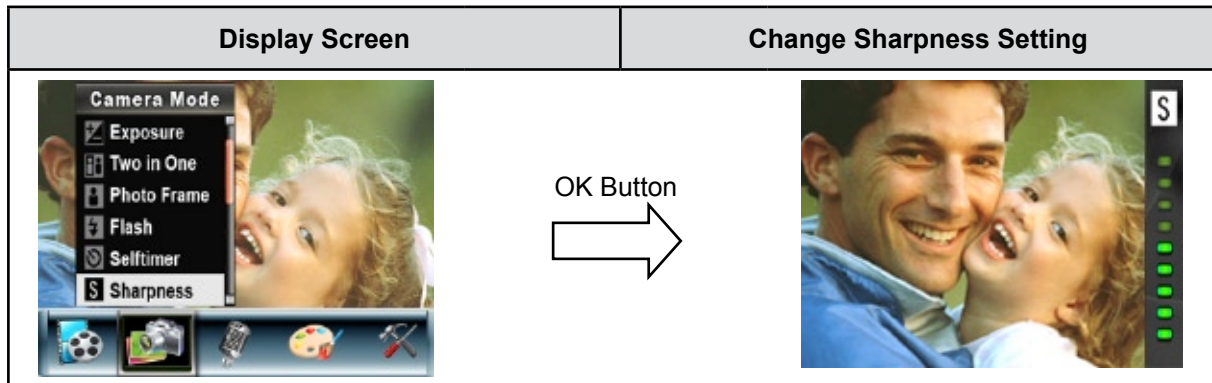 Display Screen
Change Sharpness Setting
Camera Mode
Exposure
Two in One
Photo Frame
Flash
Selftimer
S Sharpness
OK Button
S